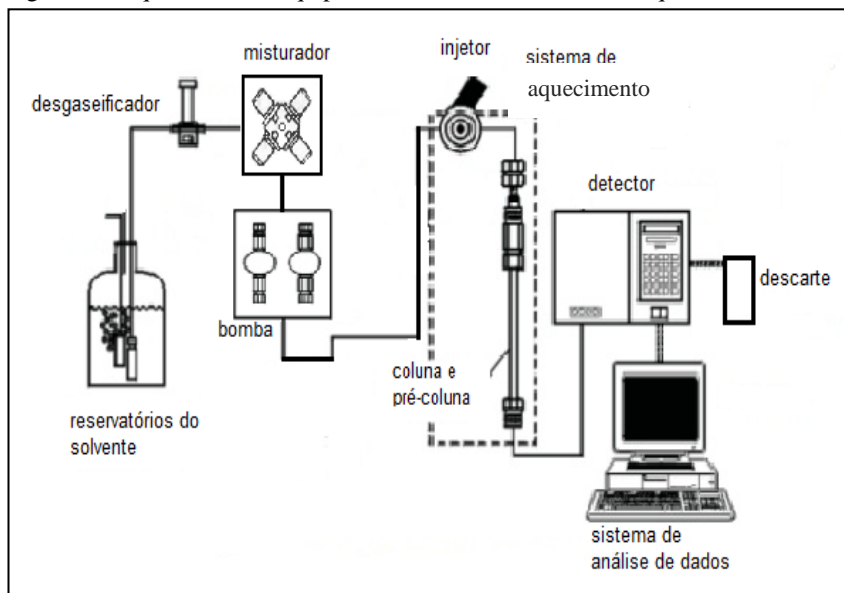 misturador
injetor
sistema de
aquecimento
desgaseificador
detector
descarte
bomba
coluna e
pré-coluna
reservatórios do
solvente
sistema de
análise de dados